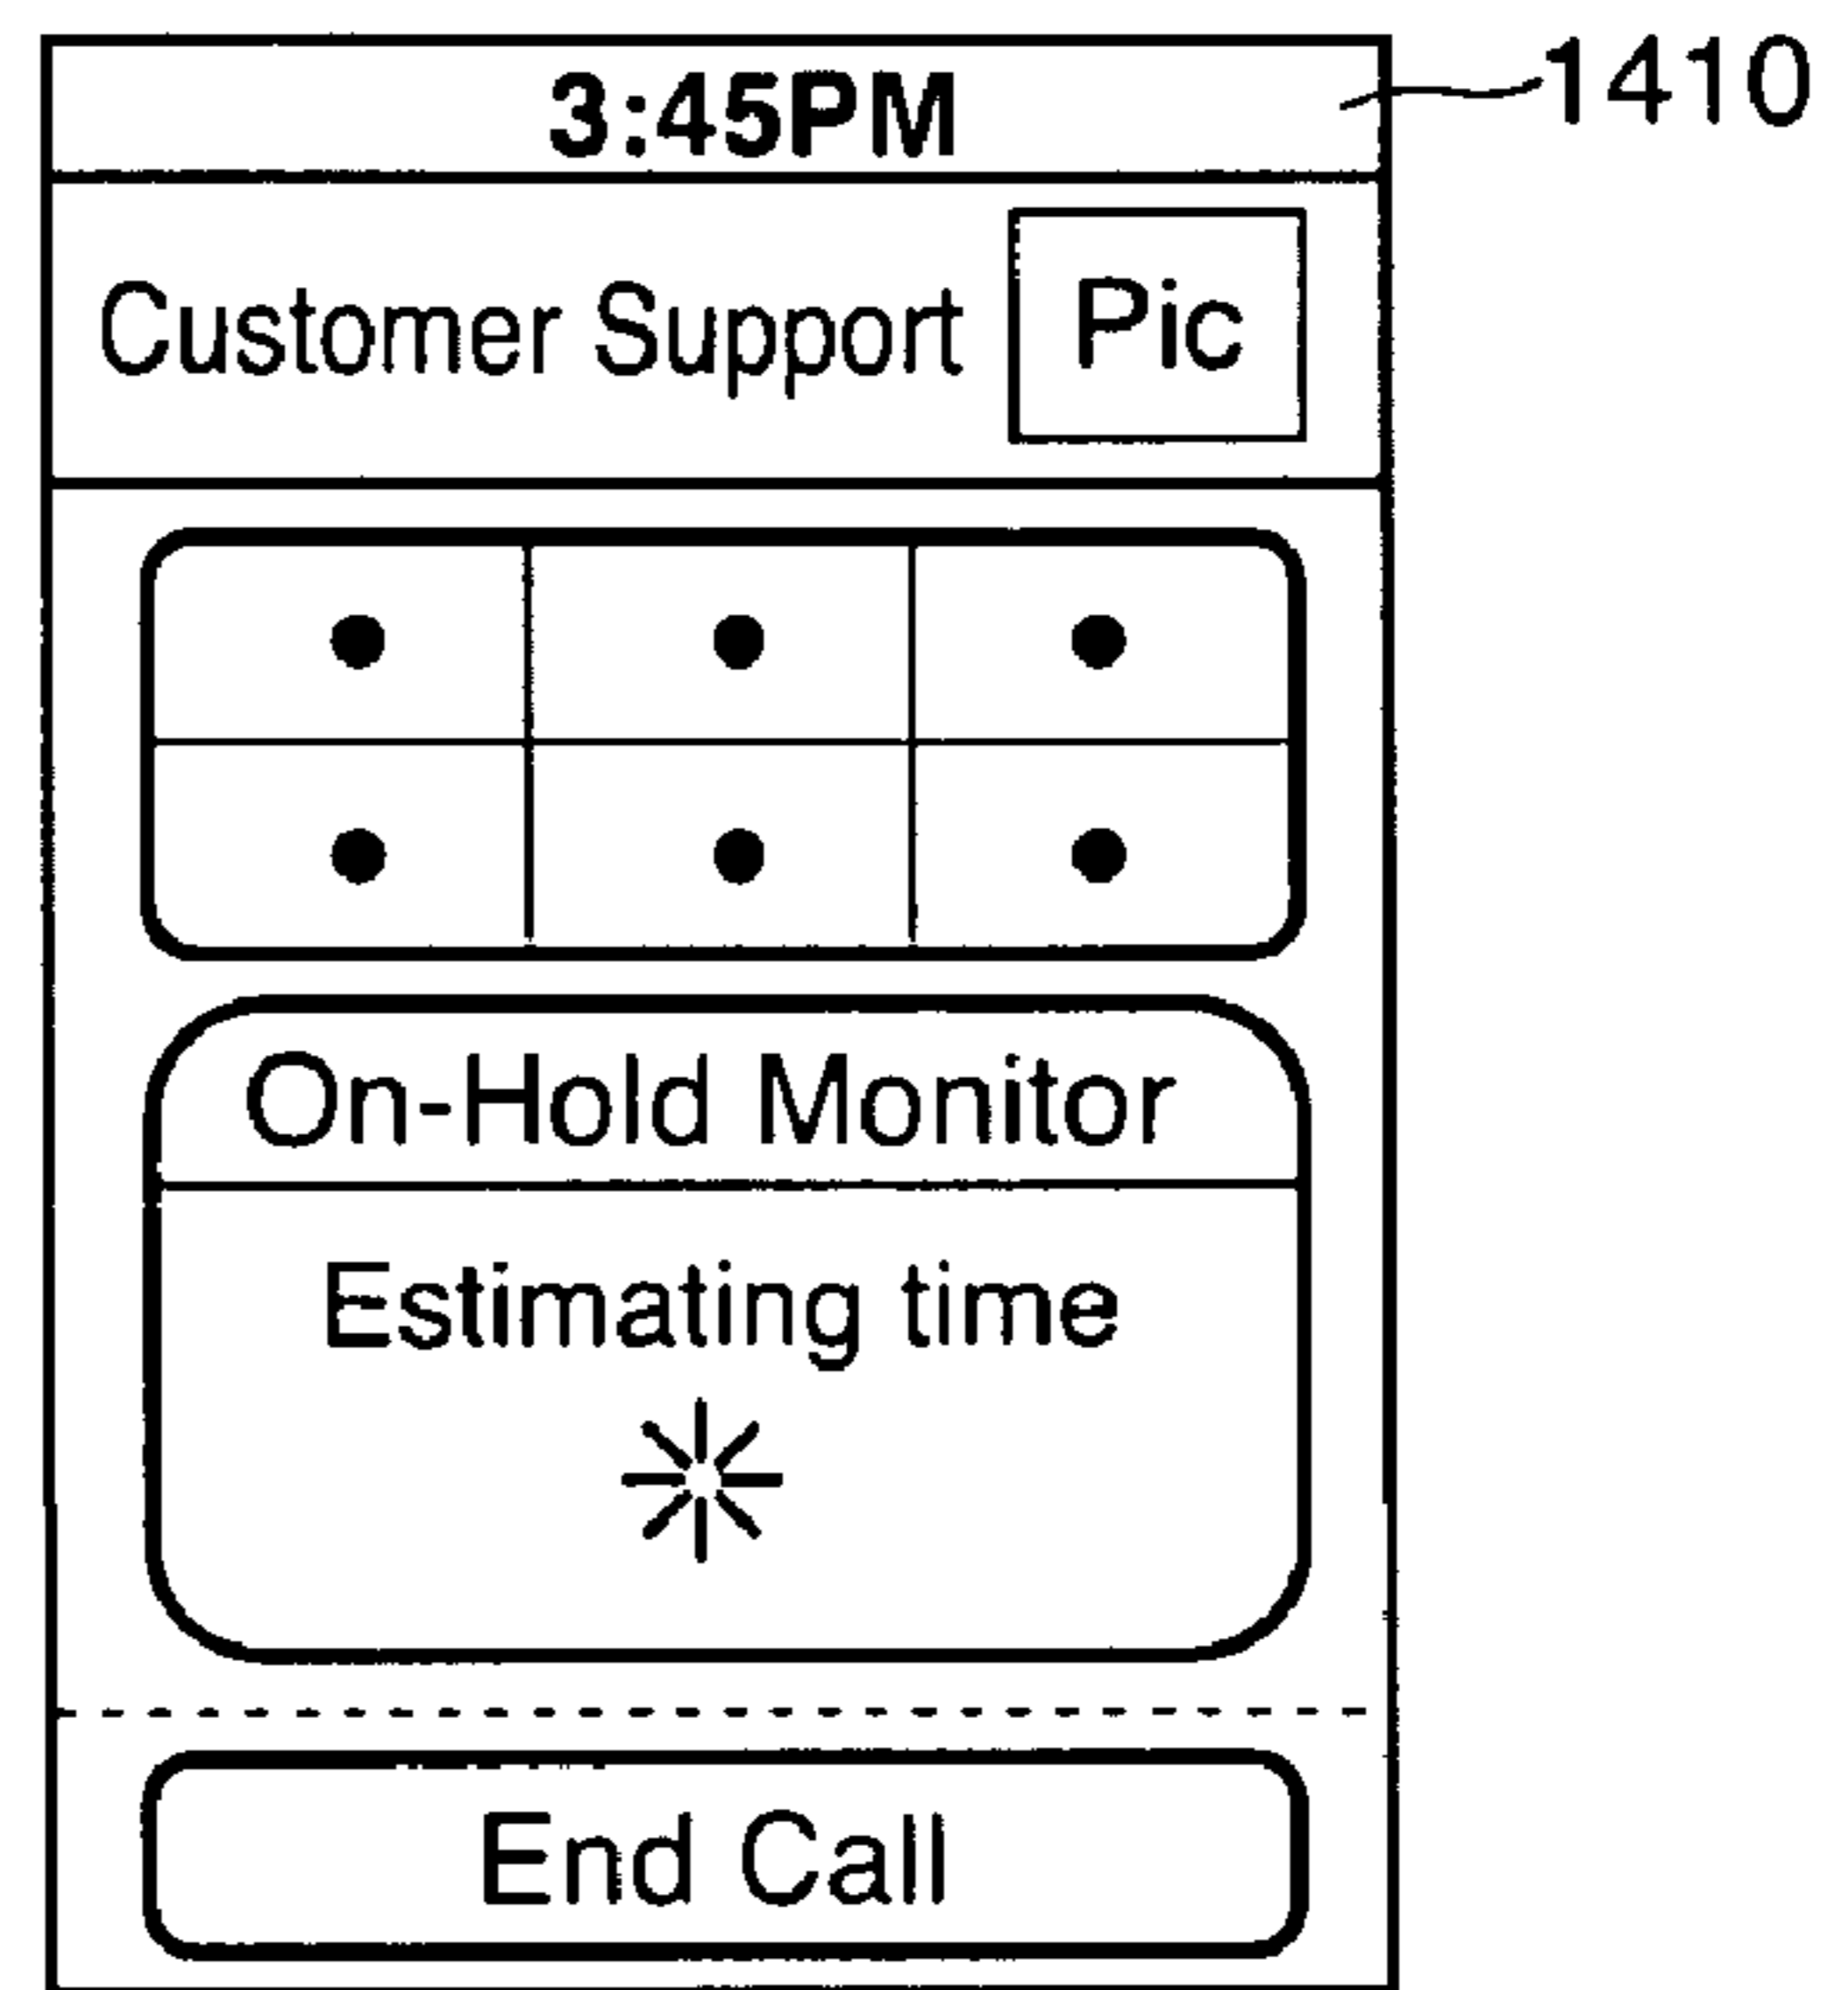 3:45PM
1410
Customer Support
Pic
On-Hold Monitor
Estimating time
End Call